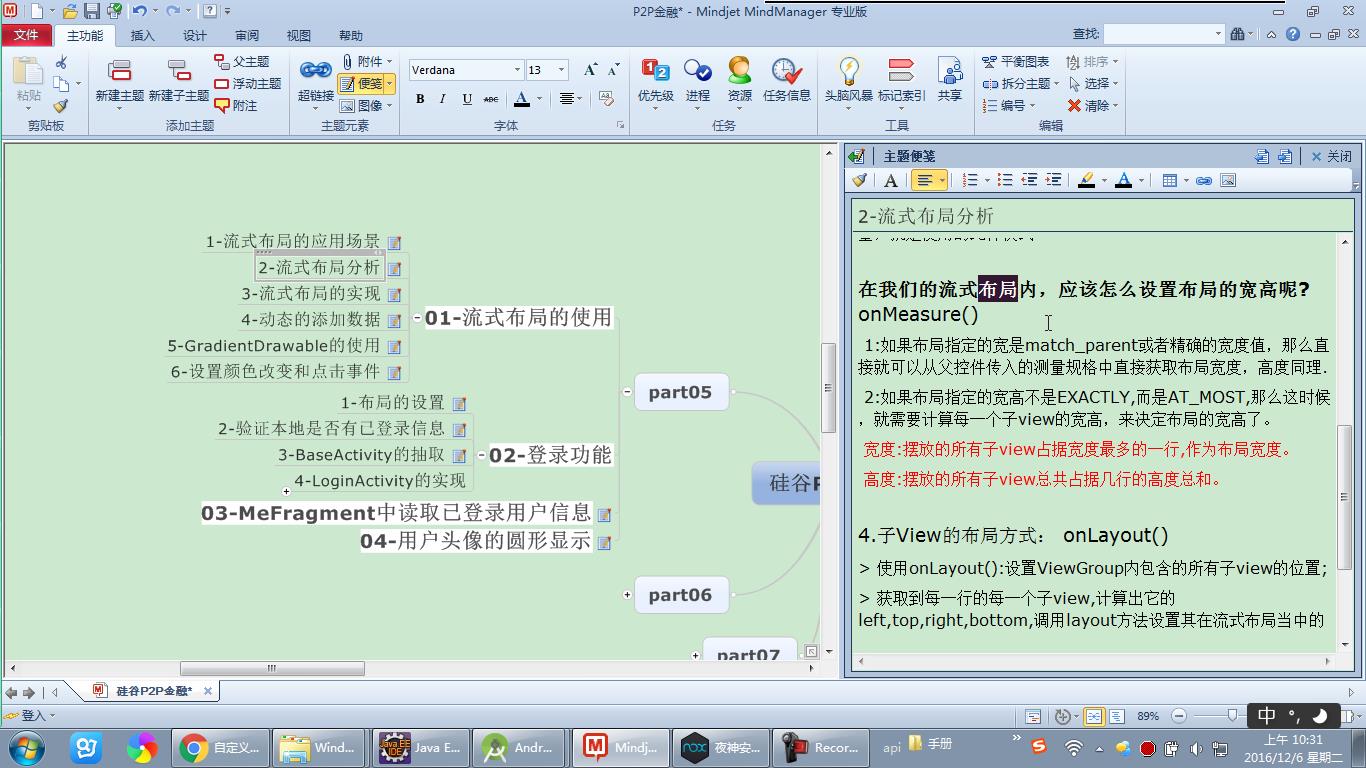 P2P金融* - Mindjet MindManager 专业版
文件 主功能 插入 设计 审阅 视图 帮助 查找:
粘贴 新建主题 新建子主题 父主题 浮动主题 附注 超链接 附件 便笺 图像 Verdana 13 优先级 进程 资源 任务信息 头脑风暴 标记索引 共享 平衡图表 拆分主题 编号 排序 选择 清除
B I U ABC A
剪贴板 添加主题 主题元素 字体 任务 工具 编辑
1-流式布局的应用场景
2-流式布局分析
3-流式布局的实现
4-动态的添加数据
5-GradientDrawable的使用
6-设置颜色改变和点击事件
01-流式布局的使用
1-布局的设置
2-验证本地是否有已登录信息
3-BaseActivity的抽取
4-LoginActivity的实现
02-登录功能
03-MeFragment中读取已登录用户信息
04-用户头像的圆形显示
part05
硅谷P
part06
part07
主题便笺 关闭
2-流式布局分析
在我们的流式布局内，应该怎么设置布局的宽高呢?
onMeasure()
1:如果布局指定的宽是match_parent或者精确的宽度值，那么直
接就可以从父控件传入的测量规格中直接获取布局宽度，高度同理.
2:如果布局指定的宽高不是EXACTLY,而是AT_MOST,那么这时候
，就需要计算每一个子view的宽高，来决定布局的宽高了。
宽度:摆放的所有子view占据宽度最多的一行,作为布局宽度。
高度:摆放的所有子view总共占据几行的高度总和。
4.子View的布局方式： onLayout()
> 使用onLayout():设置ViewGroup内包含的所有子view的位置;
> 获取到每一行的每一个子view,计算出它的
left,top,right,bottom,调用layout方法设置其在流式布局当中的
硅谷P2P金融*
登入 89% 中
自定义... Wind... Java E... Andr... Mindj... 夜神安... Recor... api 手册
上午 10:31
2016/12/6 星期二